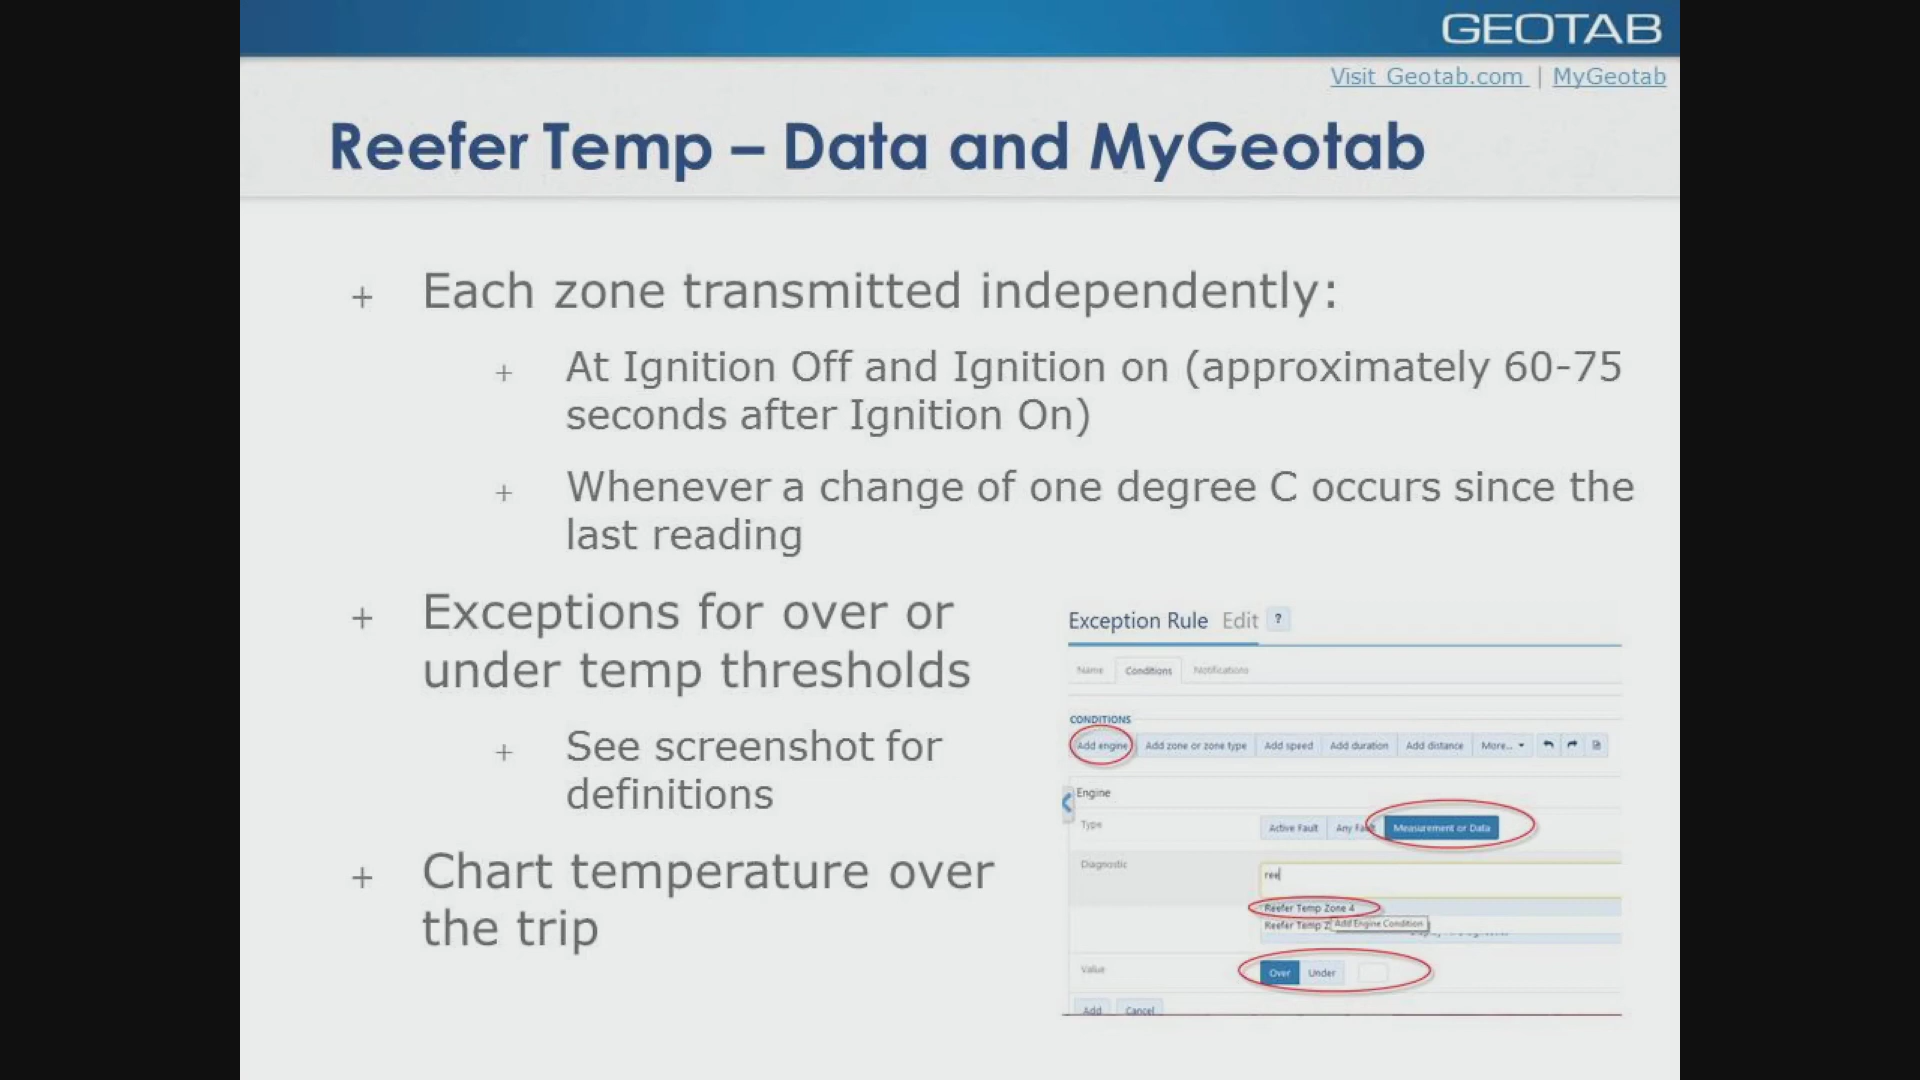 GEOTAB
Visit Geotab.com | MyGeotab
Reefer Temp – Data and MyGeotab
+ Each zone transmitted independently:
+ At Ignition Off and Ignition on (approximately 60-75
seconds after Ignition On)
+ Whenever a change of one degree C occurs since the
last reading
+ Exceptions for over or
under temp thresholds
+ See screenshot for
definitions
+ Chart temperature over
the trip
Exception Rule Edit ?
Name Conditions Notifications
CONDITIONS
Add engine Add zone or zone type Add speed Add duration Add distance More...
Engine
Type Active Fault Any Measurement or Data
Diagnostic
ree
Reefer Temp Zone 4
Reefer Temp Add Engine Condition
Value Over Under
Add Cancel